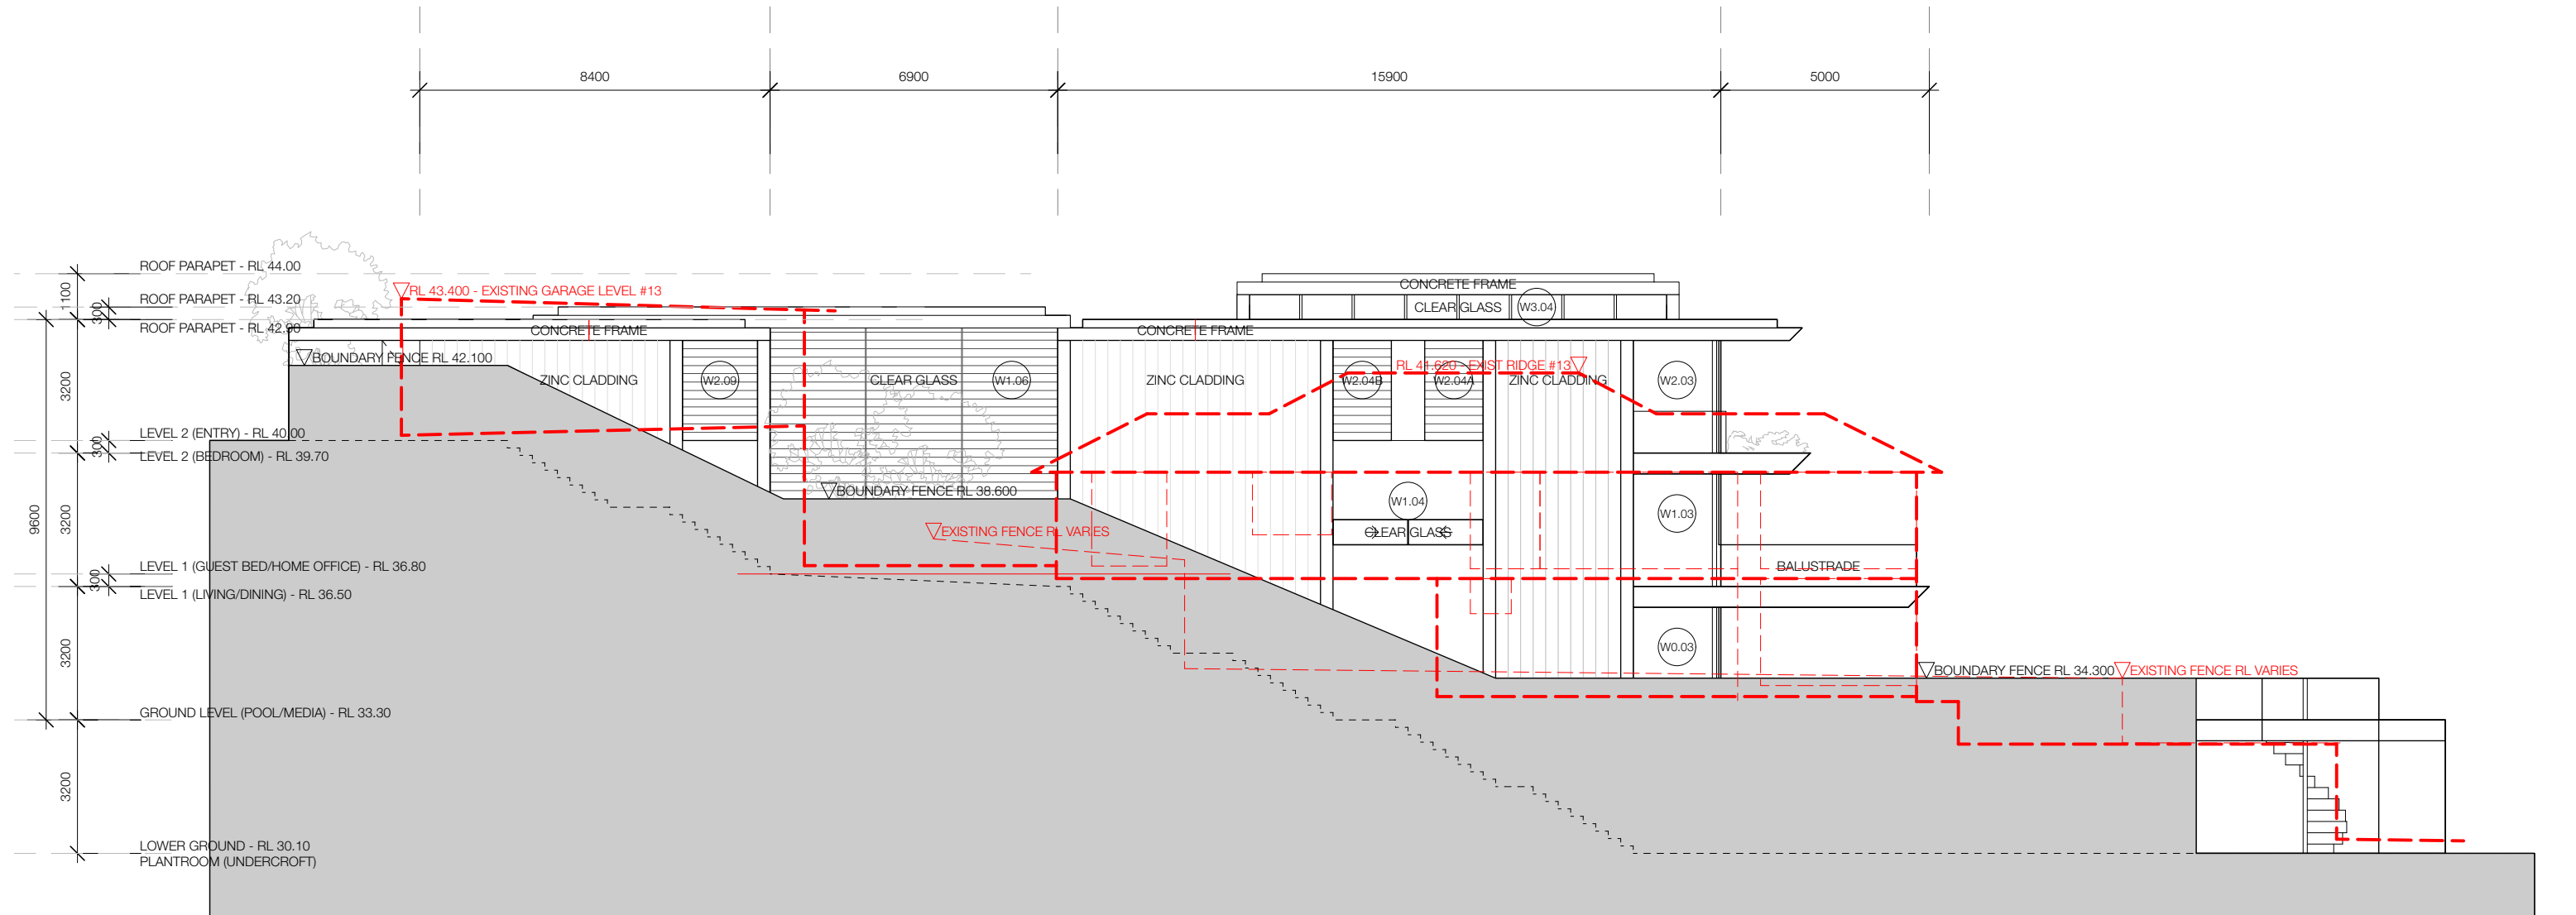 8400
6900
15900
5000
ROOF PARAPET - RL 44.00
1100
RL 43.400 - EXISTING GARAGE LEVEL #13
CONCRETE FRAME
ROOF PARAPET - RL 43.20
300
CLEAR GLASS
W3.04
ROOF PARAPET - RL 42.90
CONCRETE FRAME
CONCRETE FRAME
BOUNDARY FENCE RL 42.100
RL 41.620 - EXIST RIDGE #13
3200
ZINC CLADDING
W2.09
CLEAR GLASS
W1.06
ZINC CLADDING
W2.04B
W2.04A
ZINC CLADDING
W2.03
LEVEL 2 (ENTRY) - RL 40.00
300
LEVEL 2 (BEDROOM) - RL 39.70
BOUNDARY FENCE RL 38.600
W1.04
W1.03
9600
3200
EXISTING FENCE RL VARIES
CLEAR GLASS
LEVEL 1 (GUEST BED/HOME OFFICE) - RL 36.80
BALUSTRADE
300
LEVEL 1 (LIVING/DINING) - RL 36.50
3200
W0.03
BOUNDARY FENCE RL 34.300
EXISTING FENCE RL VARIES
GROUND LEVEL (POOL/MEDIA) - RL 33.30
3200
LOWER GROUND - RL 30.10
PLANTROOM (UNDERCROFT)